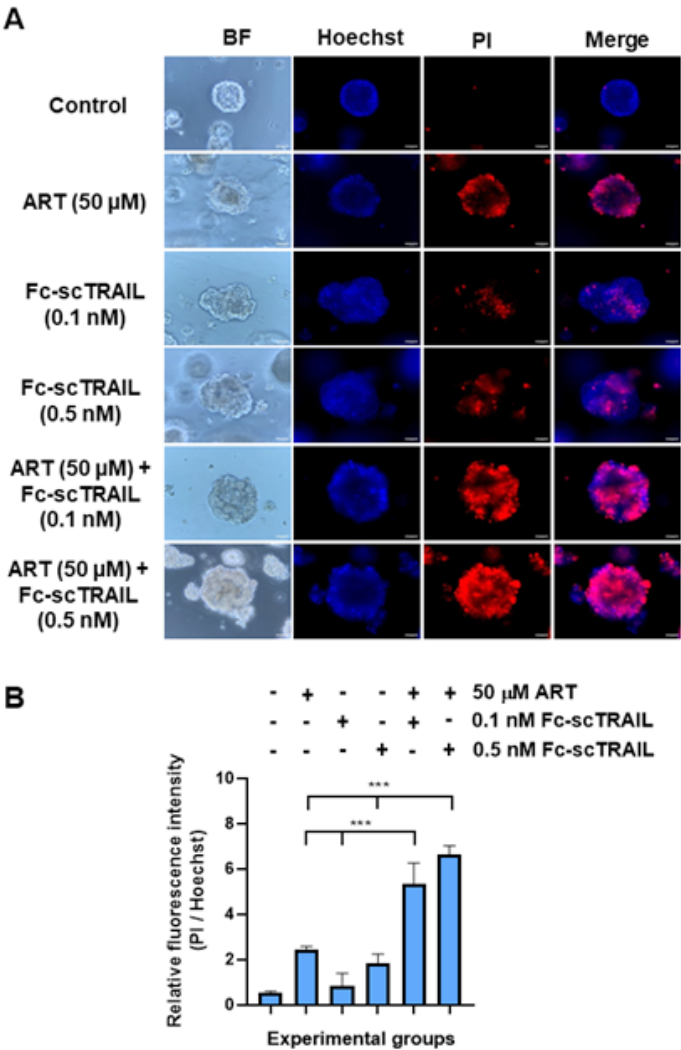 A
BF Hoechst PI Merge
Control
ART (50 µM)
Fc-scTRAIL
(0.1 nM)
Fc-scTRAIL
(0.5 nM)
ART (50 µM) +
Fc-scTRAIL
(0.1 nM)
ART (50 µM) +
Fc-scTRAIL
(0.5 nM)
B
- + - - + + 50 µM ART
- - + - + - 0.1 nM Fc-scTRAIL
- - - + - + 0.5 nM Fc-scTRAIL
Relative fluorescence intensity
(PI / Hoechst)
10
8
6
4
2
0
***
***
Experimental groups